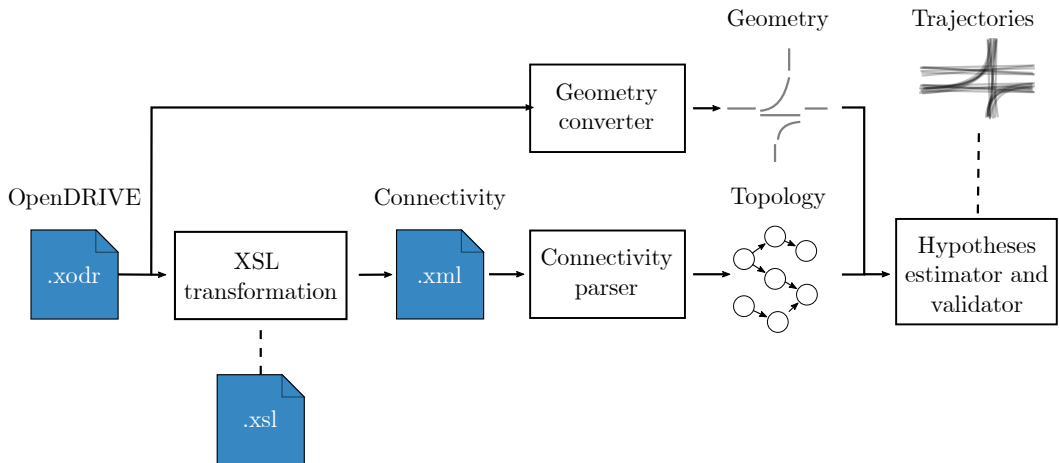 Geometry
Trajectories
Geometry
converter
OpenDRIVE
Connectivity
Topology
.xodr
XSL
transformation
.xml
Connectivity
parser
Hypotheses
estimator and
validator
.xsl